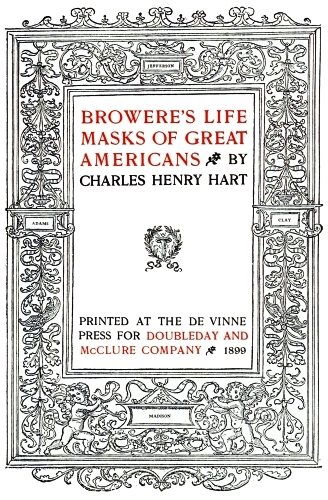 JEFFERSON
BROWERE'S LIFE
MASKS OF GREAT
AMERICANS BY
CHARLES HENRY HART
ADAMS
CLAY
PRINTED AT THE DE VINNE
PRESS FOR DOUBLEDAY AND
McCLURE COMPANY 1899
MADISON